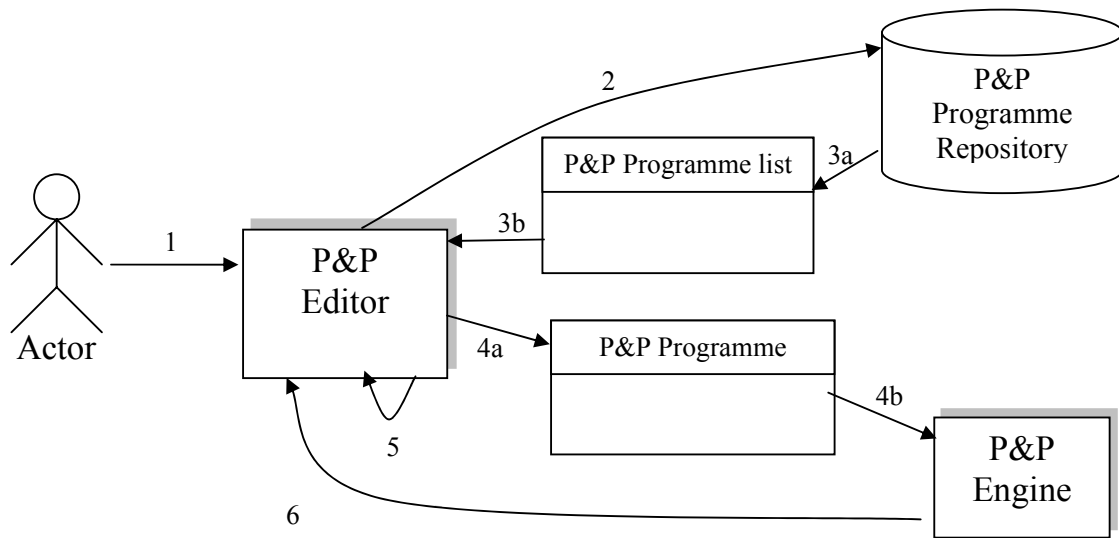 P&P
Programme
Repository
2
P&P Programme list
3a
3b
1
P&P
Editor
Actor
4a
P&P Programme
4b
5
P&P
Engine
6